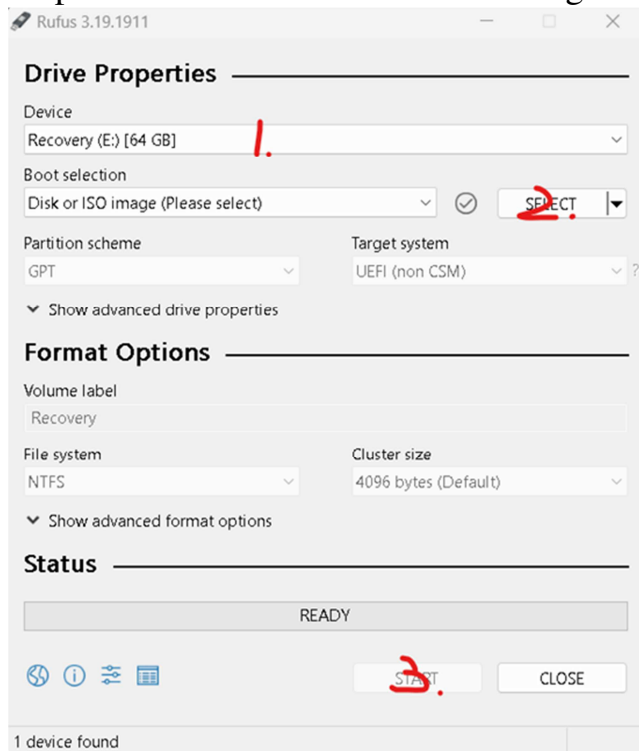 Rufus 3.19.1911
Drive Properties
Device
Recovery (E:) [64 GB]
1.
Boot selection
Disk or ISO image (Please select)
SELECT
2.
Partition scheme
Target system
GPT
UEFI (non CSM)
?
Show advanced drive properties
Format Options
Volume label
Recovery
File system
Cluster size
NTFS
4096 bytes (Default)
Show advanced format options
Status
READY
START
3.
CLOSE
1 device found